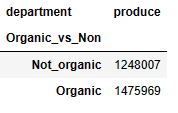 department produce
Organic_vs_Non
Not_organic 1248007
Organic 1475969